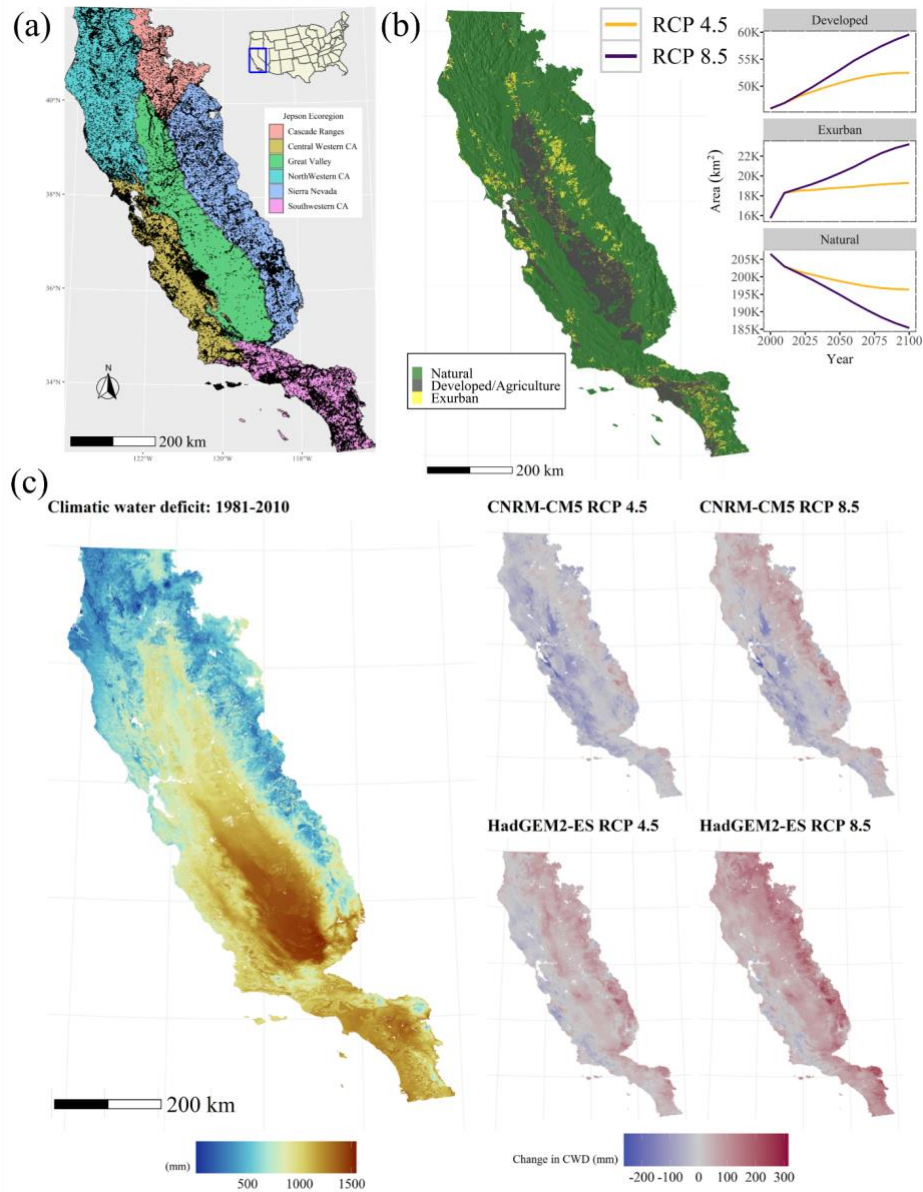 (a)
40°N
38°N
36°N
34°N
122°W
120°W
118°W
Jepson Ecoregion
Cascade Ranges
Central Western CA
Great Valley
NorthWestern CA
Sierra Nevada
Southwestern CA
N
200 km
(b)
RCP 4.5
RCP 8.5
Natural
Developed/Agriculture
Exurban
200 km
Developed
60K
55K
50K
Exurban
22K
20K
18K
16K
Natural
205K
200K
195K
190K
185K
Area (km²)
2000 2025 2050 2075 2100
Year
(c)
Climatic water deficit: 1981-2010
200 km
(mm)
500 1000 1500
CNRM-CM5 RCP 4.5
CNRM-CM5 RCP 8.5
HadGEM2-ES RCP 4.5
HadGEM2-ES RCP 8.5
Change in CWD (mm)
-200 -100 0 100 200 300